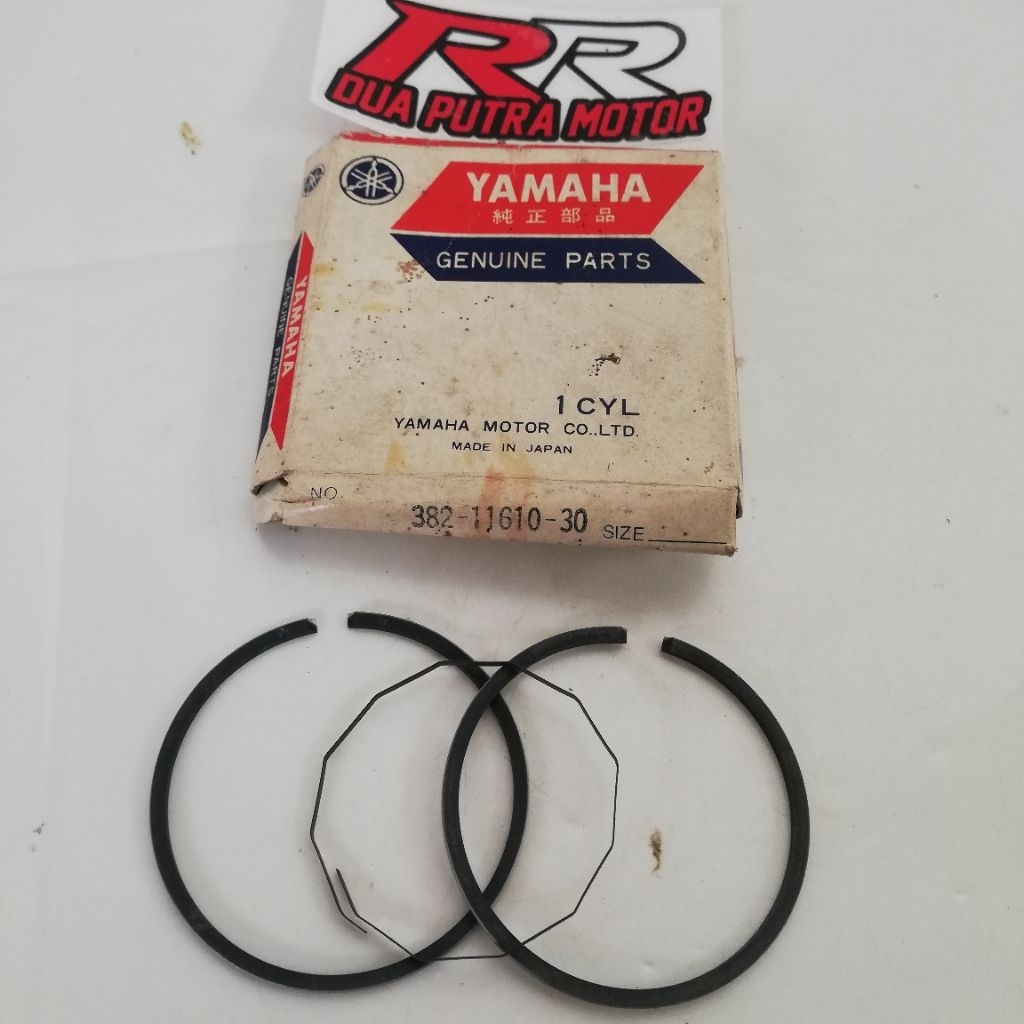 RR
DUA PUTRA MOTOR
YAMAHA
純正部品
GENUINE PARTS
YAMAHA
GENUINE PARTS
1 CYL
YAMAHA MOTOR CO.,LTD.
MADE IN JAPAN
NO.
382-11610-30
SIZE